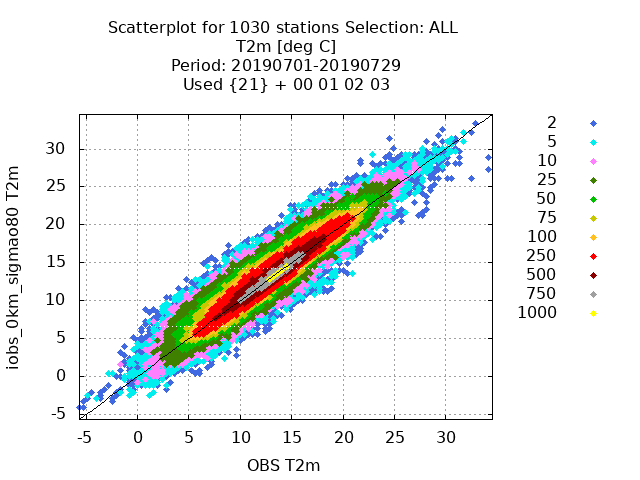 Scatterplot for 1030 stations Selection: ALL
T2m [deg C]
Period: 20190701-20190729
Used {21} + 00 01 02 03
iobs_0km_sigmao80 T2m
30
25
20
15
10
5
0
-5
-5 0 5 10 15 20 25 30
OBS T2m
2
5
10
25
50
75
100
250
500
750
1000